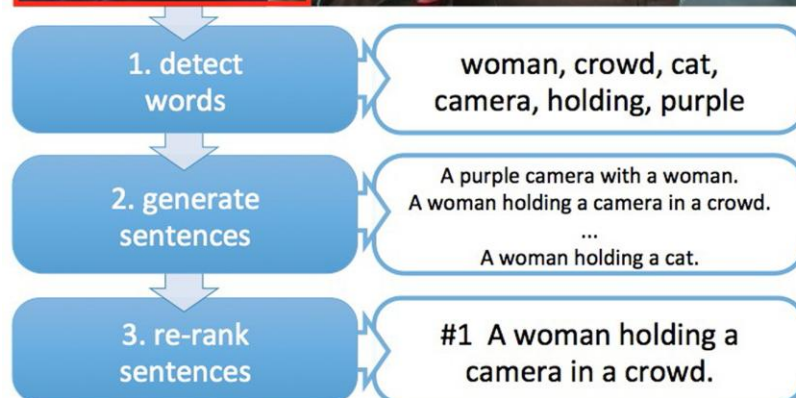 1. detect
words
woman, crowd, cat,
camera, holding, purple
2. generate
sentences
A purple camera with a woman.
A woman holding a camera in a crowd.
...
A woman holding a cat.
3. re-rank
sentences
#1 A woman holding a
camera in a crowd.